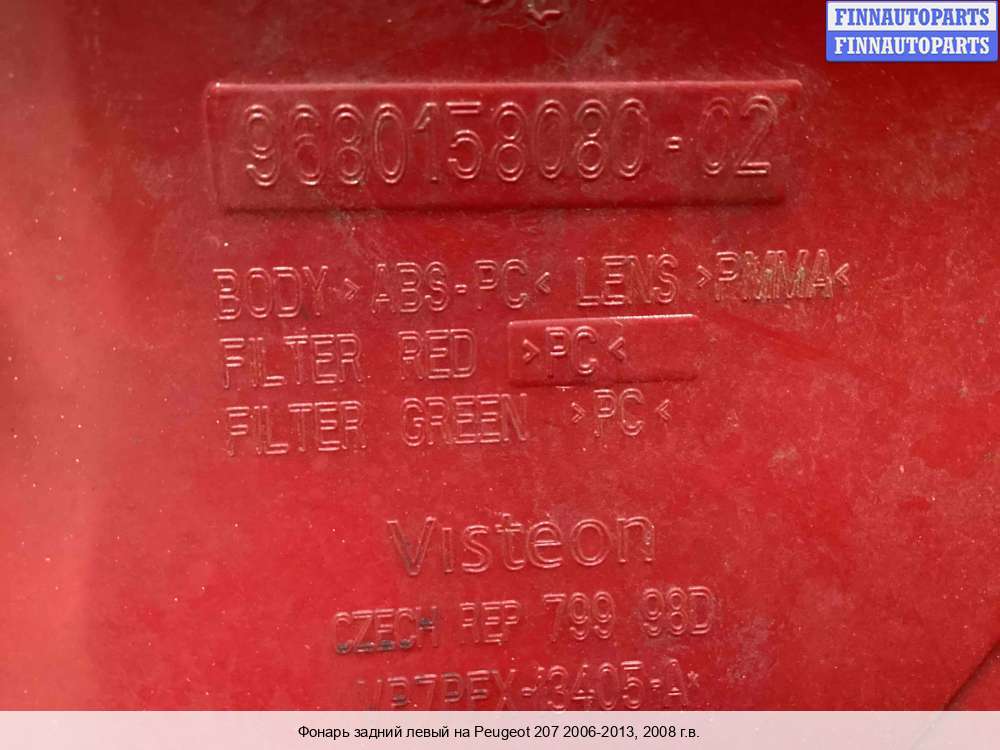 FINNAUTOPARTS
FINNAUTOPARTS
9680158080-02
BODY >ABS-PC< LENS >PMMA<
FILTER RED >PC<
FILTER GREEN >PC<
Visteon
CZECH REP 799 98D
Фонарь задний левый на Peugeot 207 2006-2013, 2008 г.в.